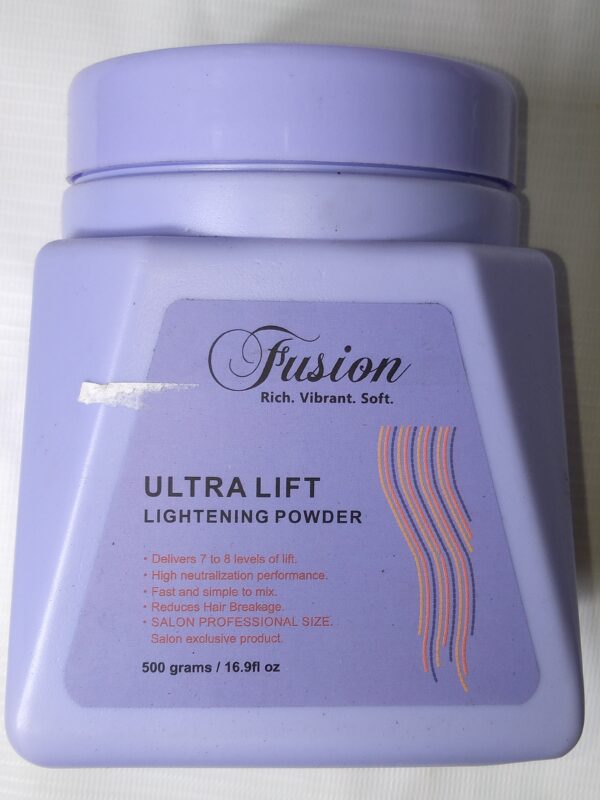 Fusion
Rich. Vibrant. Soft.
ULTRA LIFT
LIGHTENING POWDER
• Delivers 7 to 8 levels of lift.
• High neutralization performance.
• Fast and simple to mix.
• Reduces Hair Breakage.
• SALON PROFESSIONAL SIZE.
Salon exclusive product.
500 grams / 16.9fl oz